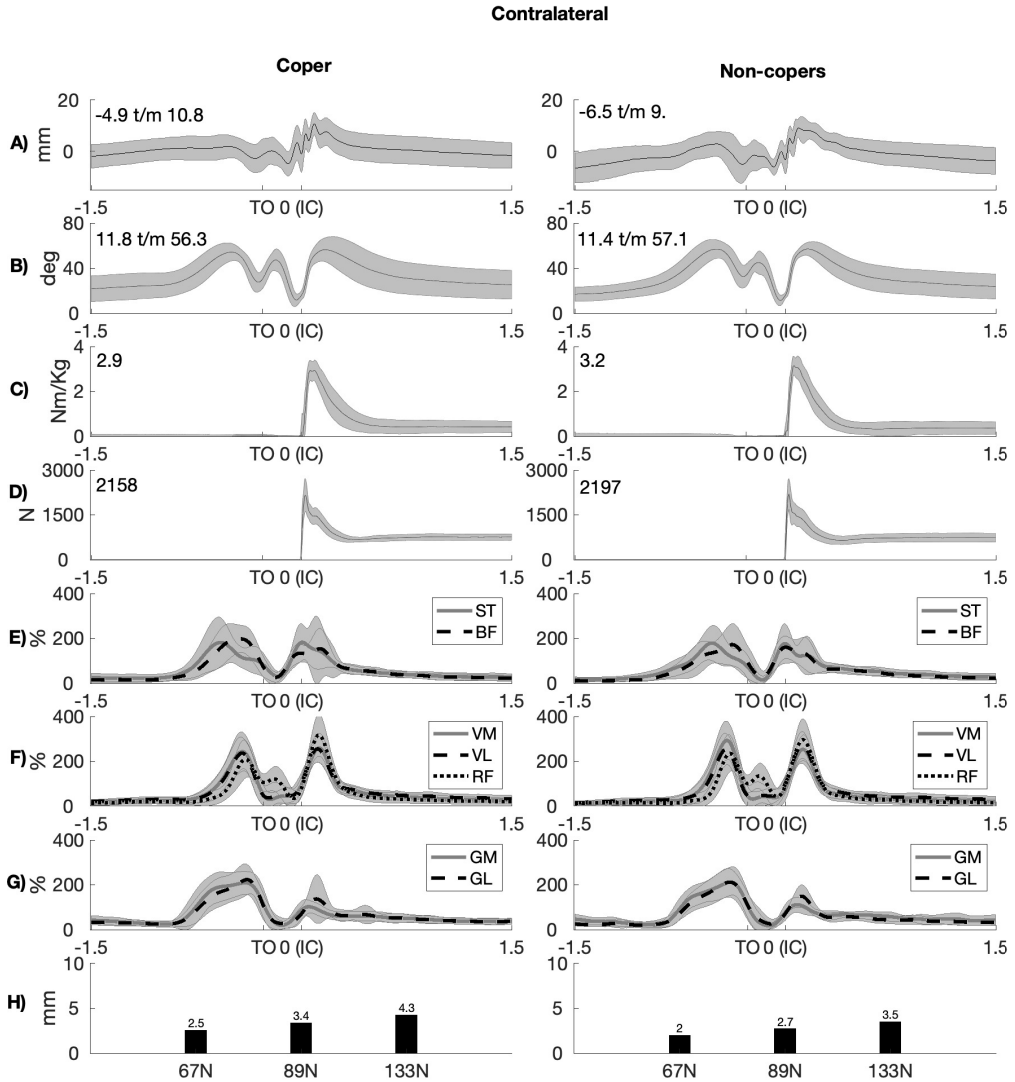 Contralateral
Coper
Non-copers
A)
mm
20
0
-4.9 t/m 10.8
-1.5
TO 0 (IC)
1.5
20
0
-6.5 t/m 9.
-1.5
TO 0 (IC)
1.5
B)
deg
80
40
0
11.8 t/m 56.3
-1.5
TO 0 (IC)
1.5
80
40
0
11.4 t/m 57.1
-1.5
TO 0 (IC)
1.5
C)
Nm/Kg
4
2
0
2.9
-1.5
TO 0 (IC)
1.5
4
2
0
3.2
-1.5
TO 0 (IC)
1.5
D)
N
3000
1500
0
2158
-1.5
TO 0 (IC)
1.5
3000
1500
0
2197
-1.5
TO 0 (IC)
1.5
E)
%
400
200
0
ST
BF
-1.5
TO 0 (IC)
1.5
400
200
0
ST
BF
-1.5
TO 0 (IC)
1.5
F)
%
400
200
0
VM
VL
RF
-1.5
TO 0 (IC)
1.5
400
200
0
VM
VL
RF
-1.5
TO 0 (IC)
1.5
G)
%
400
200
0
GM
GL
-1.5
TO 0 (IC)
1.5
400
200
0
GM
GL
-1.5
TO 0 (IC)
1.5
H)
mm
10
5
0
2.5
3.4
4.3
67N
89N
133N
10
5
0
2
2.7
3.5
67N
89N
133N